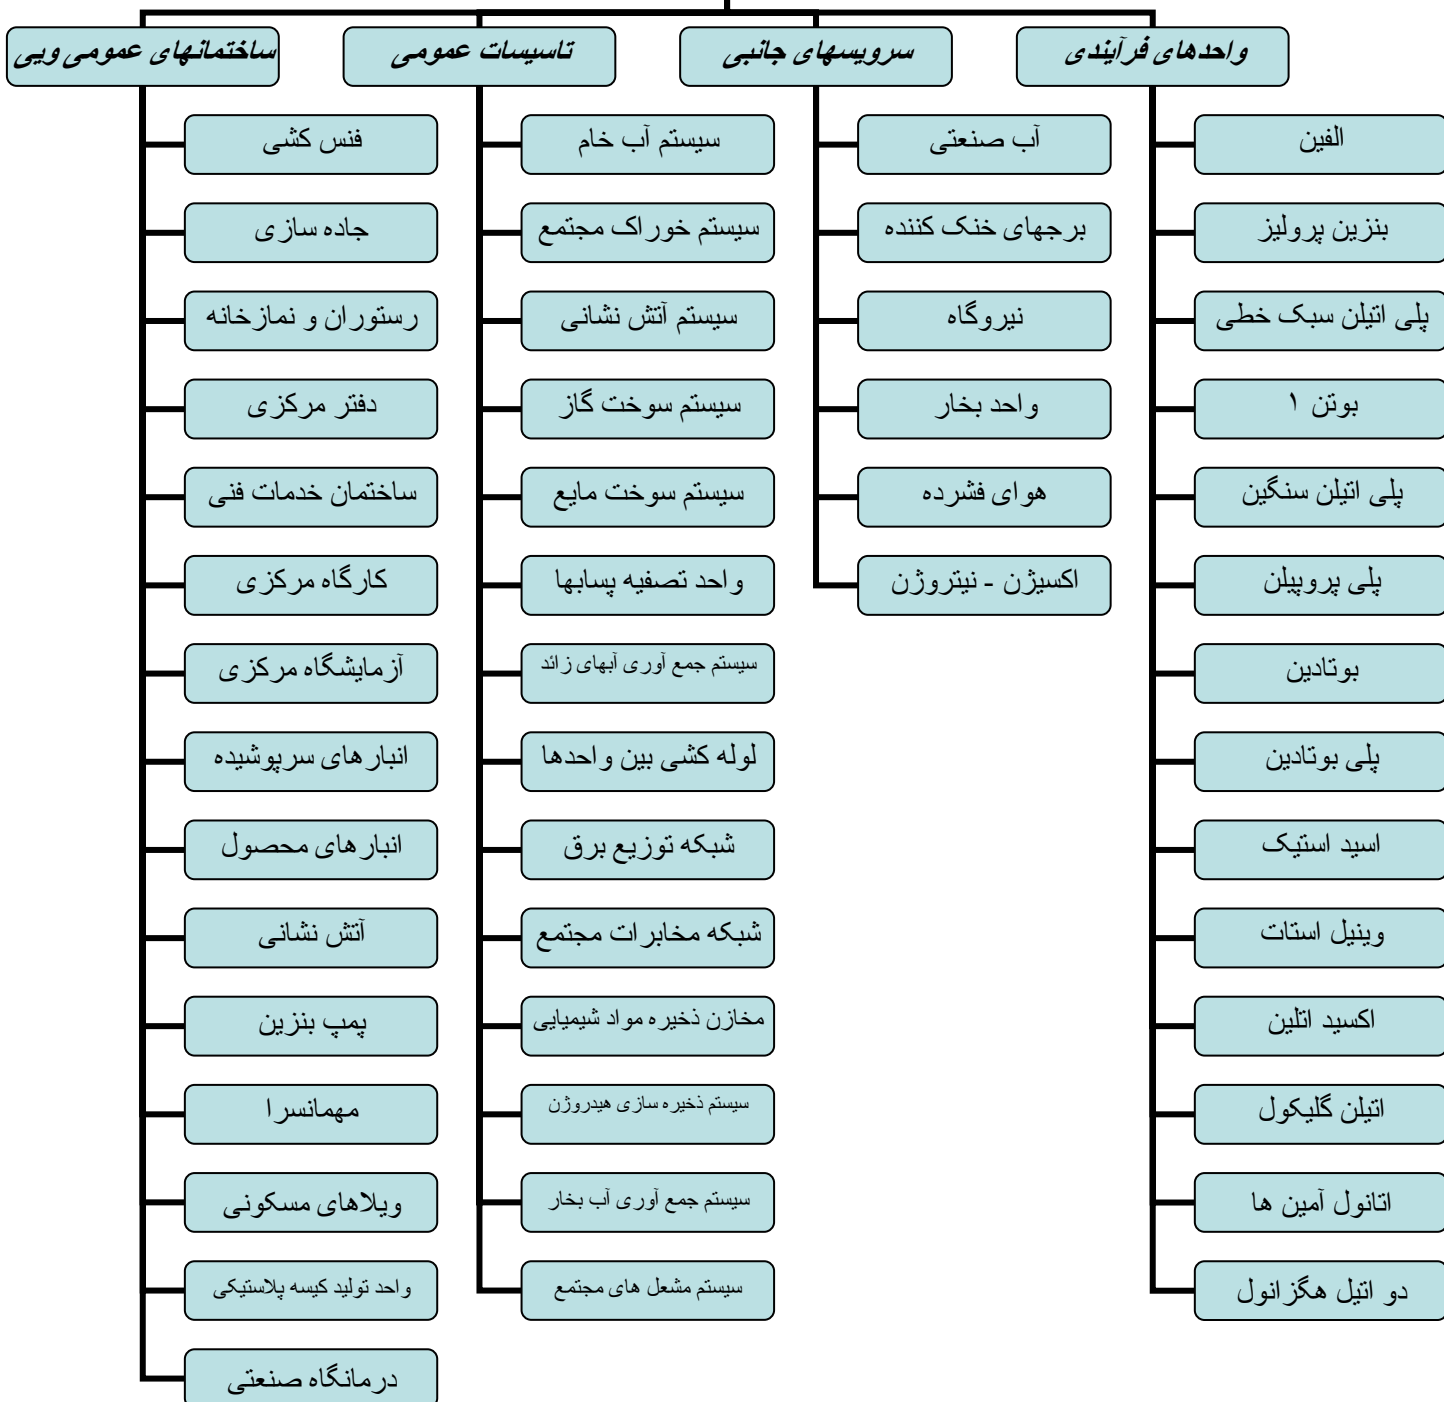 واحدهای فرآیندی
الفین
بنزین پرولیز
پلی اتیلن سبک خطی
بوتن ۱
پلی اتیلن سنگین
پلی پروپیلن
بوتادین
پلی بوتادین
اسید استیک
وینیل استات
اکسید اتلین
اتیلن گلیکول
اتانول آمین ها
دو اتیل هگزانول
سرویسهای جانبی
آب صنعتی
برجهای خنک کننده
نیروگاه
واحد بخار
هوای فشرده
اکسیژن - نیتروژن
تاسیسات عمومی
سیستم آب خام
سیستم خوراک مجتمع
سیستم آتش نشانی
سیستم سوخت گاز
سیستم سوخت مایع
واحد تصفیه پسابها
سیستم جمع آوری آبهای زائد
لوله کشی بین واحدها
شبکه توزیع برق
شبکه مخابرات مجتمع
مخازن ذخیره مواد شیمیایی
سیستم ذخیره سازی هیدروژن
سیستم جمع آوری آب بخار
سیستم مشعل های مجتمع
ساختمانهای عمومی ویی
فنس کشی
جاده سازی
رستوران و نمازخانه
دفتر مرکزی
ساختمان خدمات فنی
کارگاه مرکزی
آزمایشگاه مرکزی
انبارهای سرپوشیده
انبارهای محصول
آتش نشانی
پمپ بنزین
مهمانسرا
ویلاهای مسکونی
واحد تولید کیسه پلاستیکی
درمانگاه صنعتی